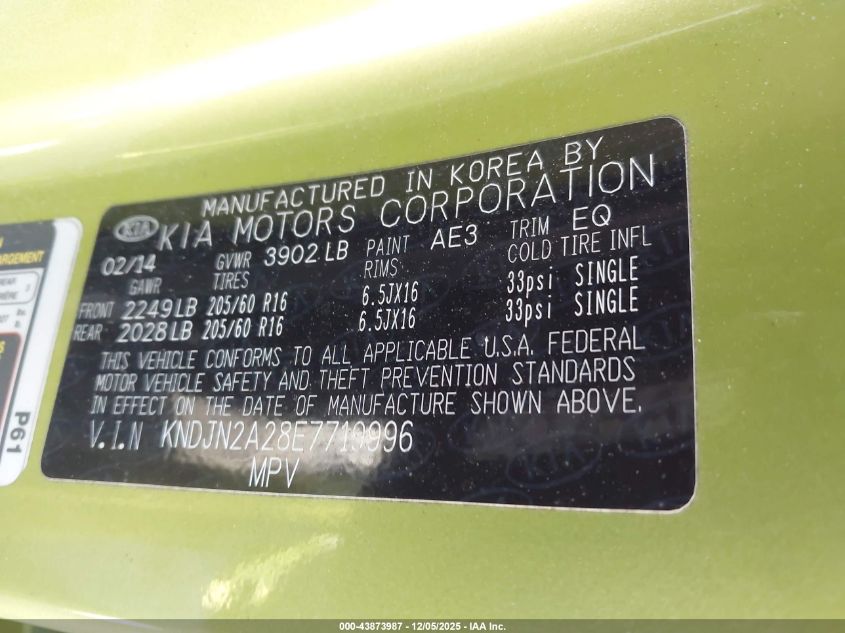 MANUFACTURED IN KOREA BY
KIA KIA MOTORS CORPORATION
02/14 GVWR 3902 LB PAINT AE3 TRIM EQ
GAWR TIRES RIMS COLD TIRE INFL
FRONT 2249 LB 205/60 R16 6.5JX16 33psi SINGLE
REAR 2028 LB 205/60 R16 6.5JX16 33psi SINGLE
THIS VEHICLE CONFORMS TO ALL APPLICABLE U.S.A. FEDERAL
MOTOR VEHICLE SAFETY AND THEFT PREVENTION STANDARDS
IN EFFECT ON THE DATE OF MANUFACTURE SHOWN ABOVE.
V.I.N KNDJN2A28E7719996
MPV
P61
000-43873987 - 12/05/2025 - IAA Inc.